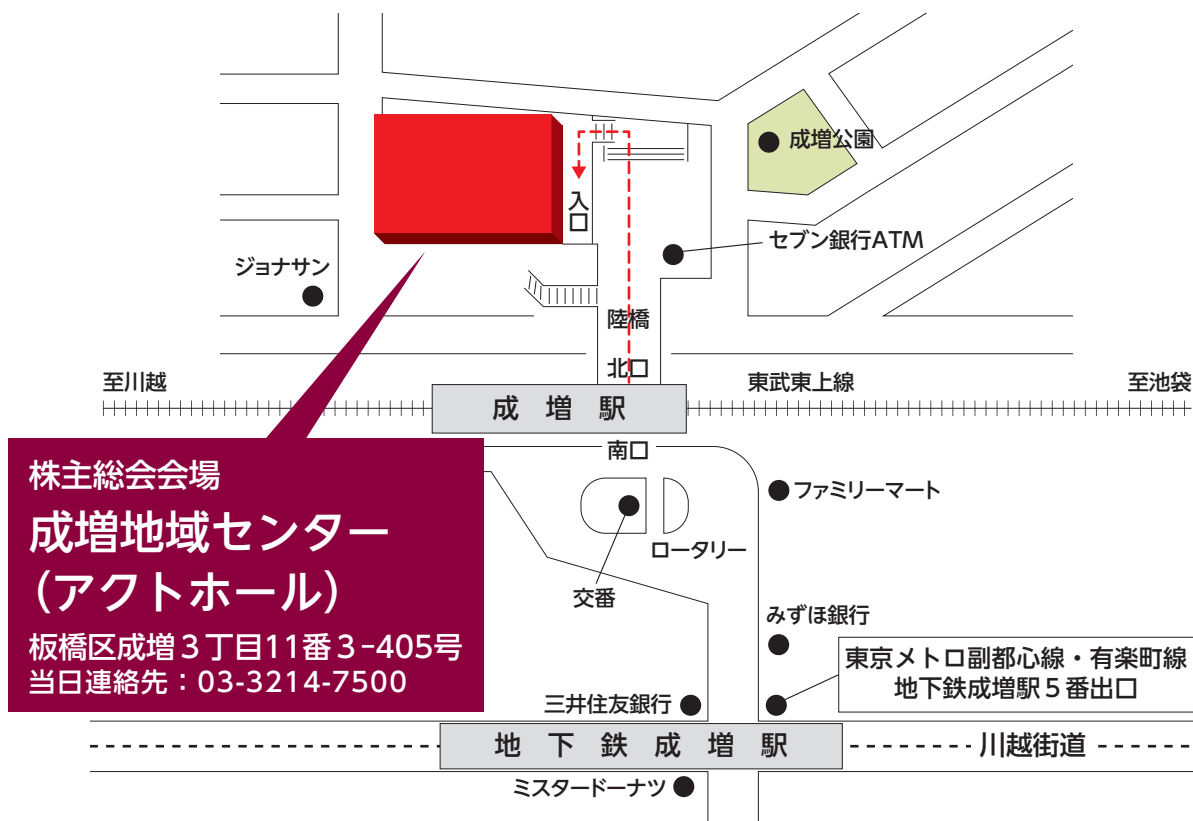 成増公園
入口
セブン銀行ATM
ジョナサン
陸橋
北口
至川越
東武東上線
至池袋
成増駅
南口
株主総会会場
成増地域センター
(アクトホール)
板橋区成増3丁目11番3-405号
当日連絡先:03-3214-7500
ファミリーマート
ロータリー
交番
みずほ銀行
東京メトロ副都心線・有楽町線
地下鉄成増駅5番出口
三井住友銀行
地下鉄成増駅
川越街道
ミスタードーナツ